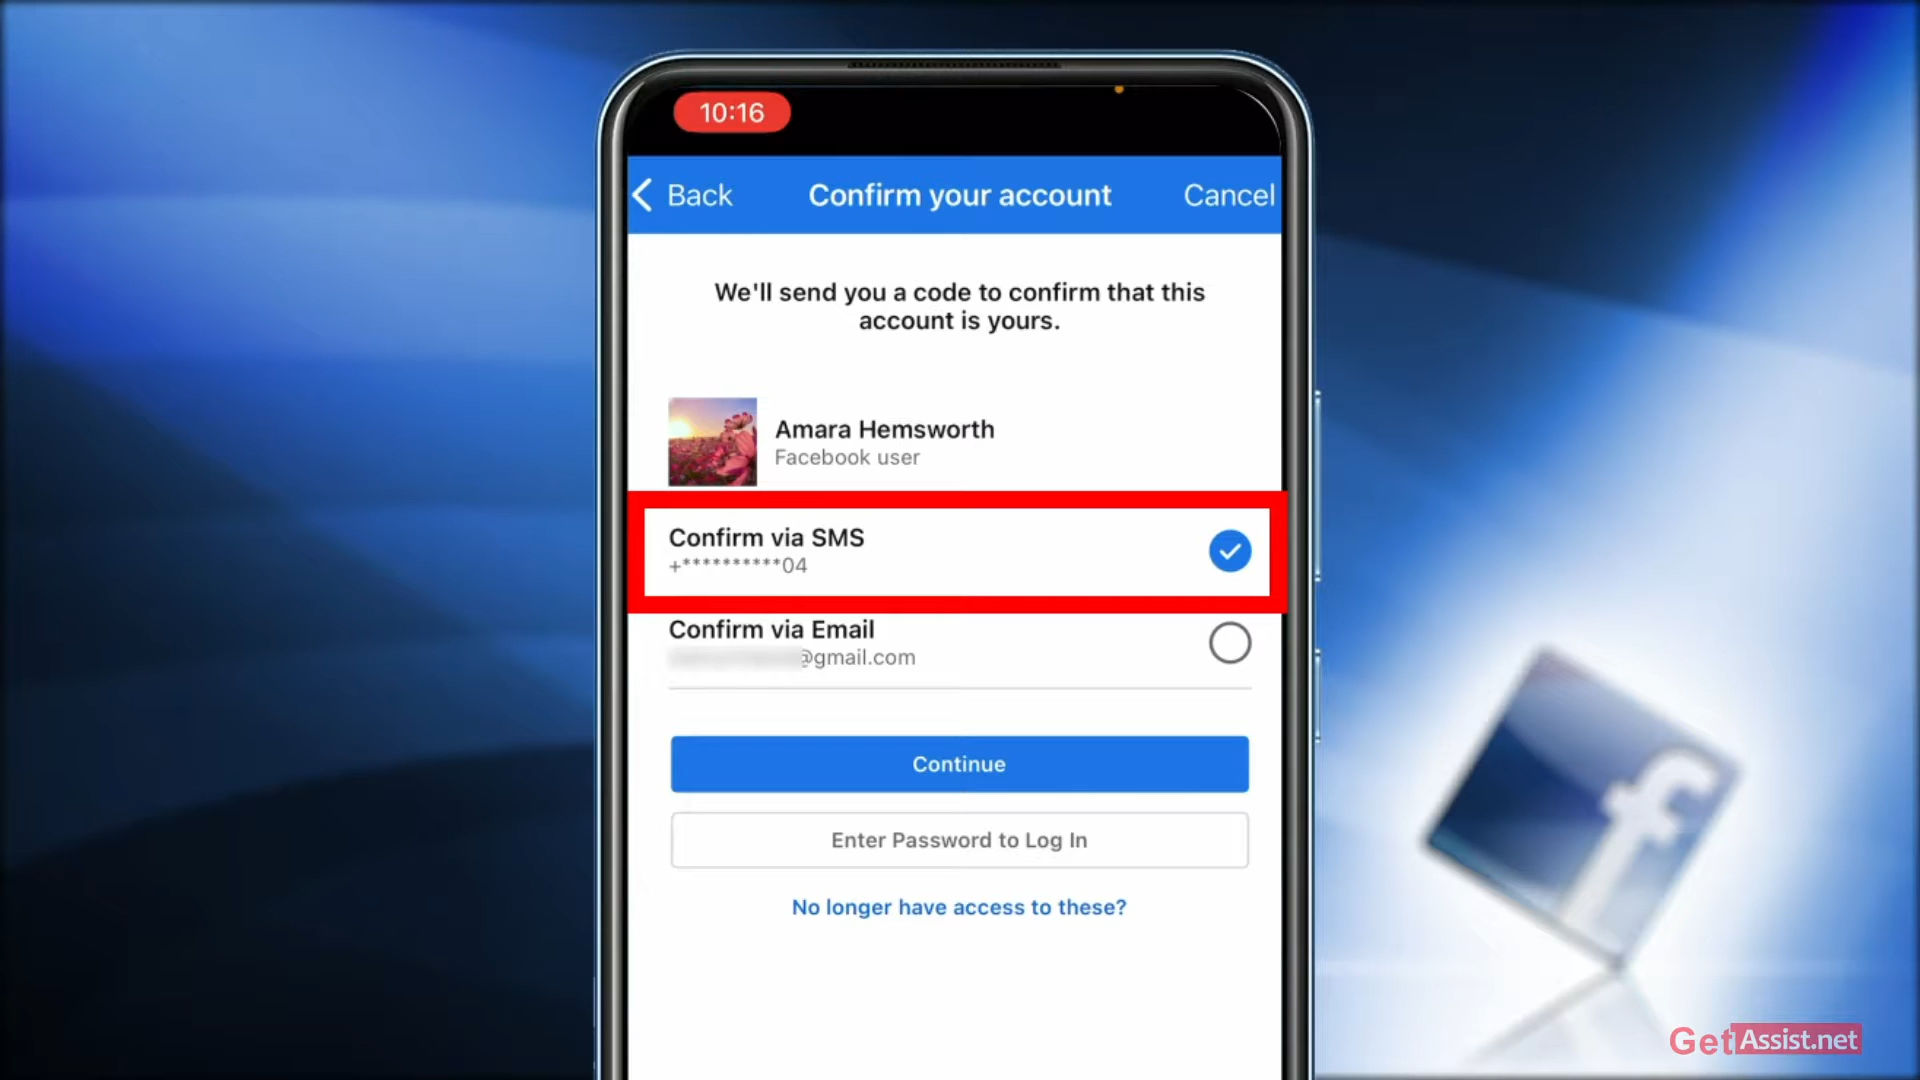 10:16
Back Confirm your account Cancel
We'll send you a code to confirm that this
account is yours.
Amara Hemsworth
Facebook user
Confirm via SMS
+**********04
Confirm via Email
@gmail.com
Continue
Enter Password to Log In
No longer have access to these?
f
GetAssist.net